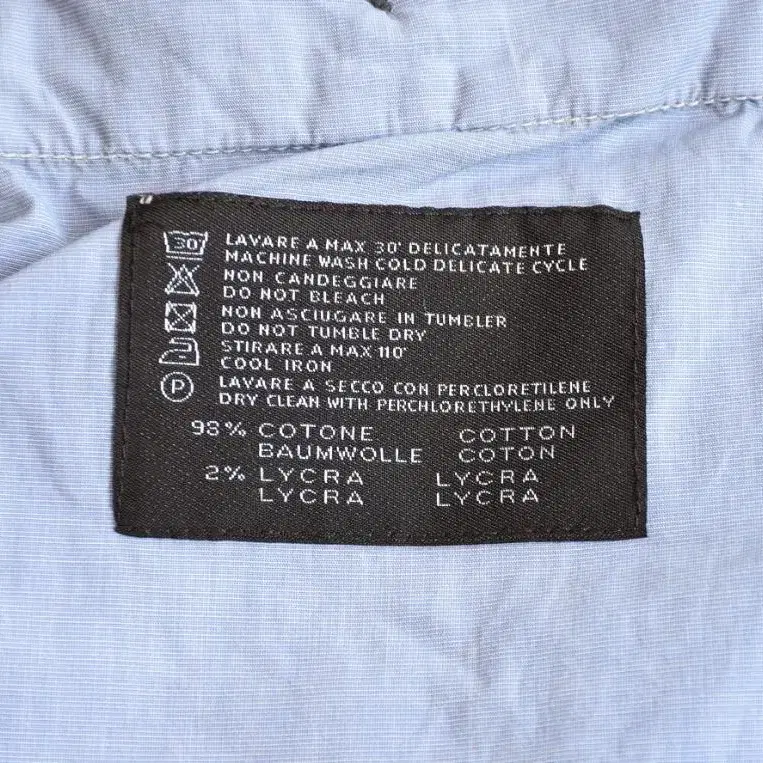 30
LAVARE A MAX 30° DELICATAMENTE
MACHINE WASH COLD DELICATE CYCLE
NON CANDEGGIARE
DO NOT BLEACH
NON ASCIUGARE IN TUMBLER
DO NOT TUMBLE DRY
STIRARE A MAX 110°
COOL IRON
P
LAVARE A SECCO CON PERCLORETILENE
DRY CLEAN WITH PERCHLORETHYLENE ONLY
98% COTONE COTTON
BAUMWOLLE COTON
2% LYCRA LYCRA
LYCRA LYCRA